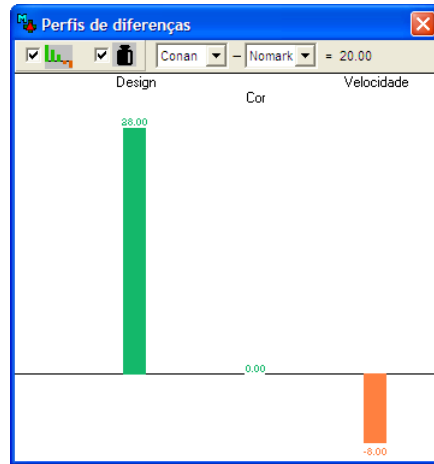 Perfis de diferenças
Conan – Nomark = 20.00
Design Velocidade
Cor
28.00
0.00
-8.00